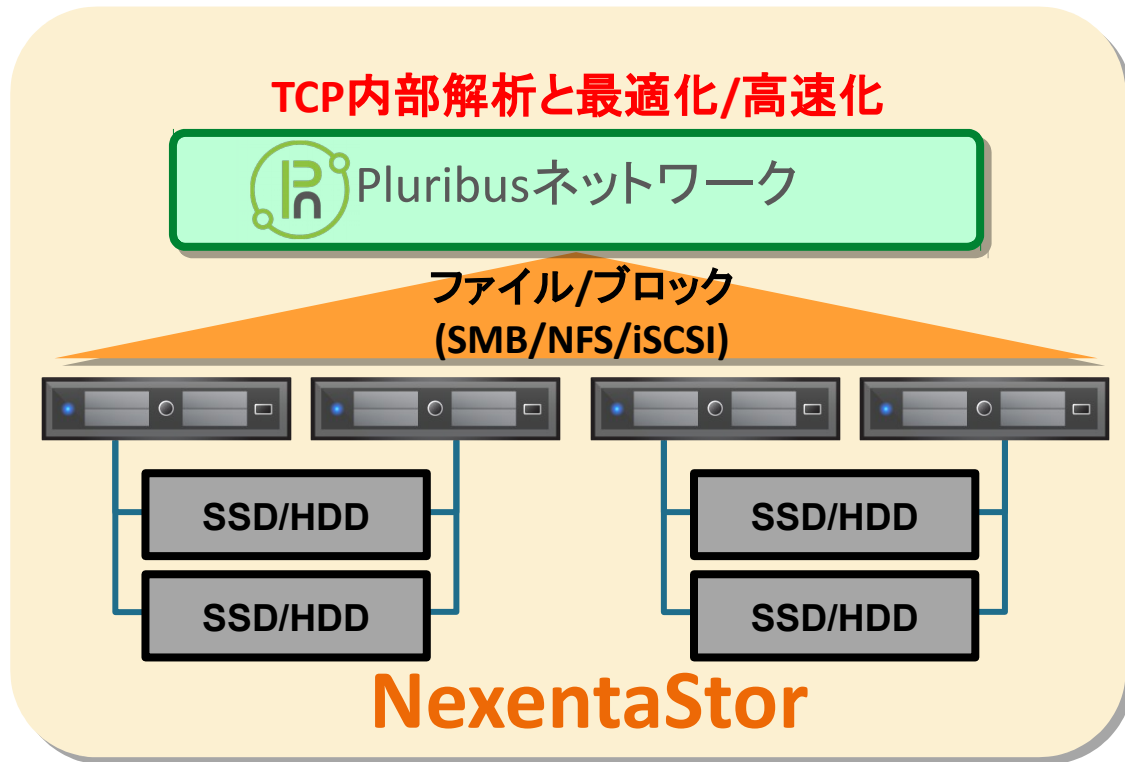 TCP内部解析と最適化/高速化
Pn
Pluribusネットワーク
ファイル/ブロック
(SMB/NFS/iSCSI)
SSD/HDD
SSD/HDD
SSD/HDD
SSD/HDD
NexentaStor